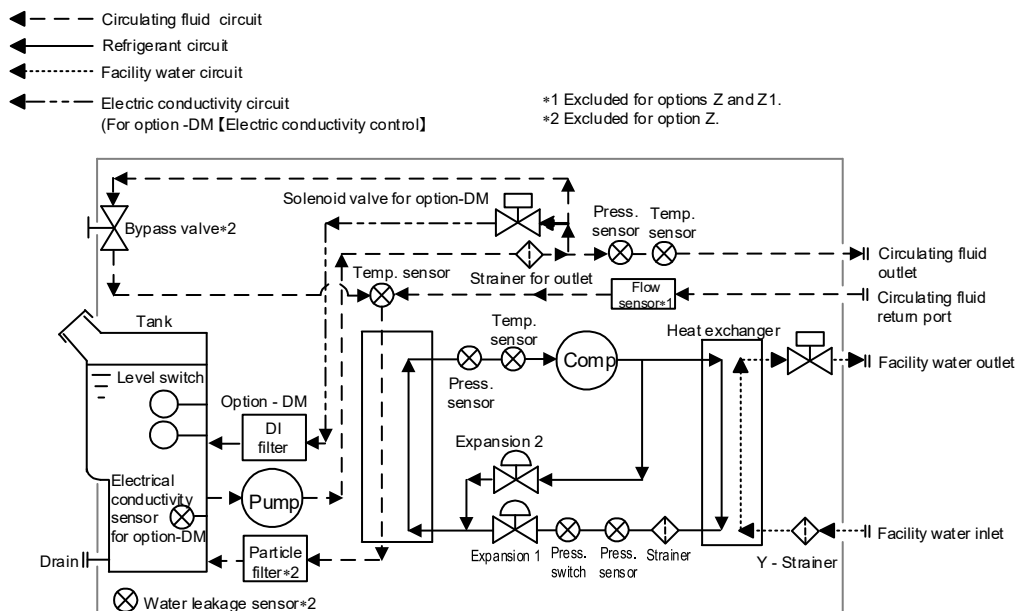 Circulating fluid circuit
Refrigerant circuit
Facility water circuit
Electric conductivity circuit
(For option -DM【Electric conductivity control】
*1 Excluded for options Z and Z1.
*2 Excluded for option Z.
Solenoid valve for option-DM
Press.
sensor
Temp.
sensor
Bypass valve*2
Circulating fluid
outlet
Strainer for outlet
Temp. sensor
Flow
sensor*1
Circulating fluid
return port
Tank
Temp.
sensor
Heat exchanger
Comp
Facility water outlet
Level switch
Press.
sensor
Option - DM
DI
filter
Expansion 2
Electrical
conductivity
sensor
for option-DM
Pump
Facility water inlet
Expansion 1
Press.
switch
Press.
sensor
Strainer
Y - Strainer
Drain
Particle
filter*2
Water leakage sensor*2